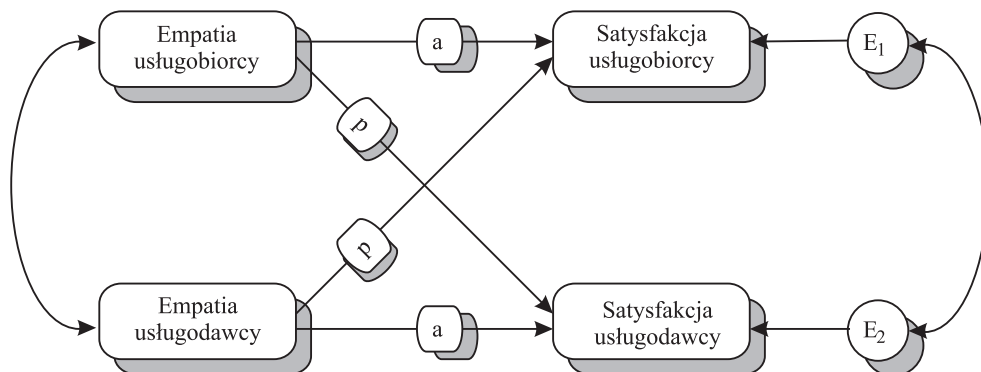 Empatia
usługobiorcy
a
Satysfakcja
usługobiorcy
E1
p
p
Empatia
usługodawcy
a
Satysfakcja
usługodawcy
E2